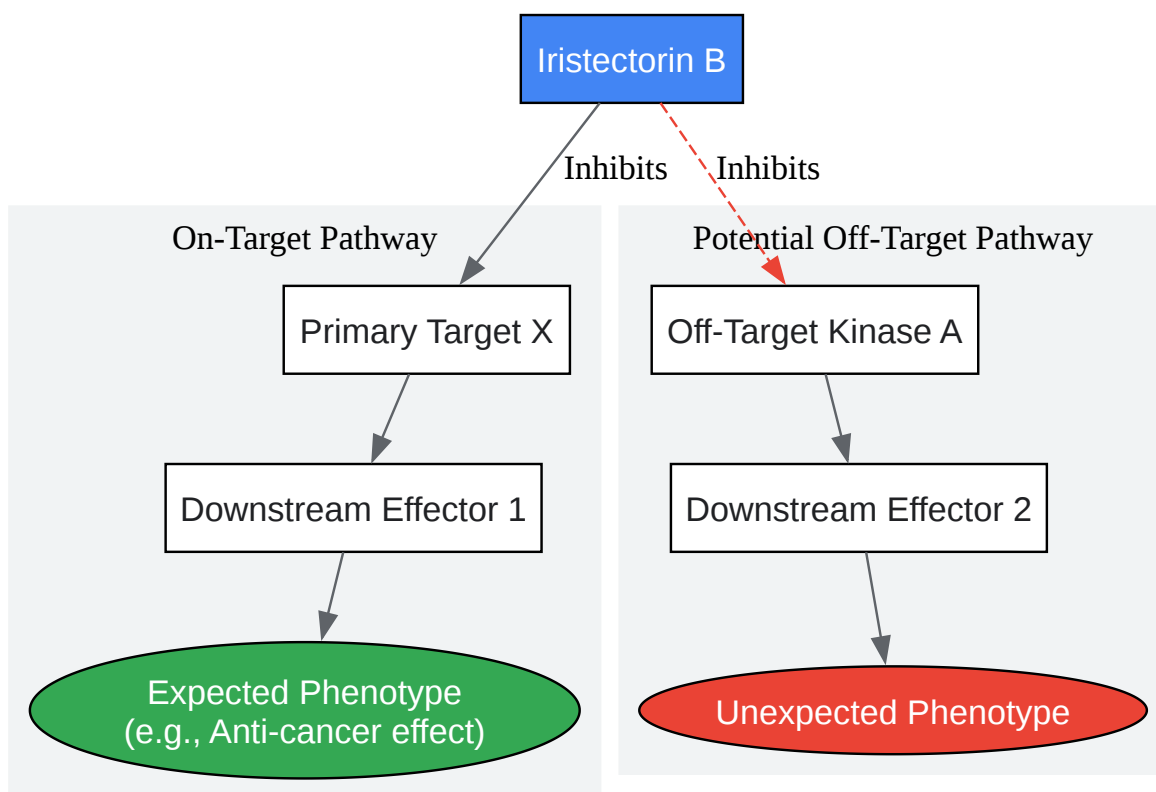 Iristectorin B
Inhibits
Inhibits
On-Target Pathway
Potential Off-Target Pathway
Primary Target X
Off-Target Kinase A
Downstream Effector 1
Downstream Effector 2
Expected Phenotype
(e.g., Anti-cancer effect)
Unexpected Phenotype